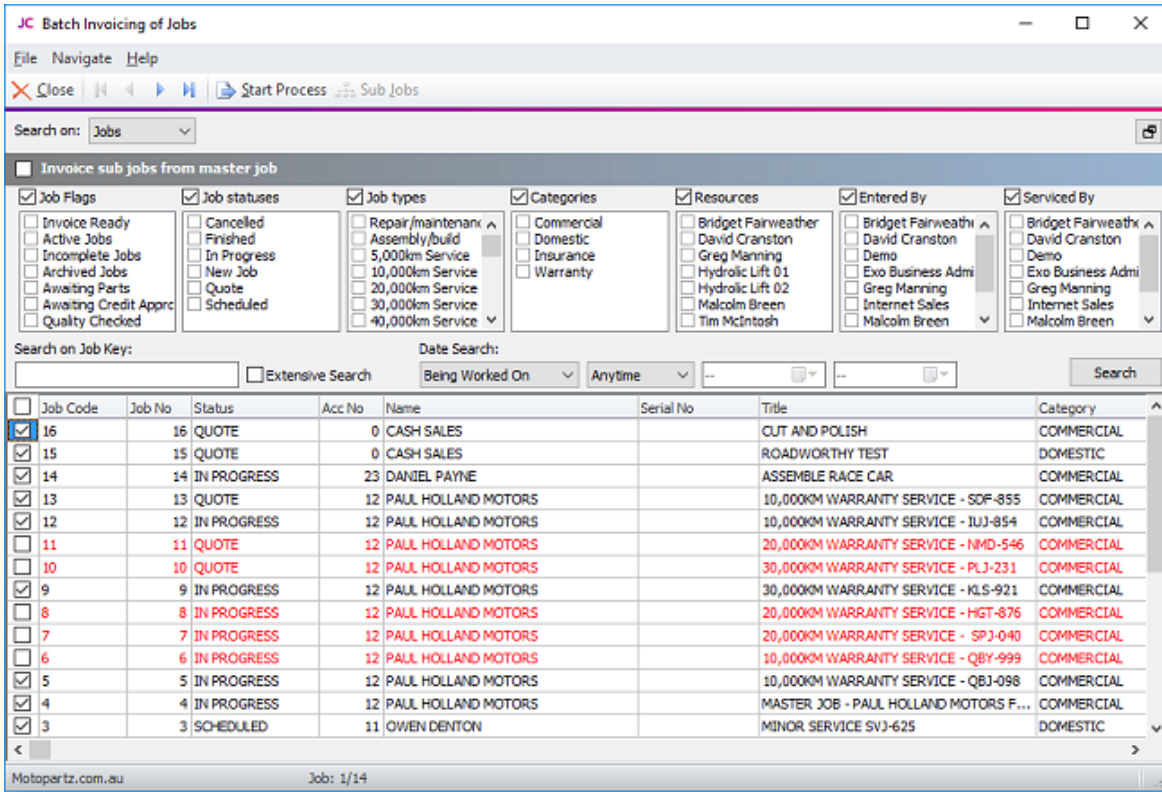 JC Batch Invoicing of Jobs
File Navigate Help
Close Start Process Sub Jobs
Search on: Jobs
Invoice sub jobs from master job
Job Flags Job statuses Job types Categories Resources Entered By Serviced By
Invoice Ready Cancelled Repair/maintenanc Commercial Bridget Fairweather Bridget Fairweathe Bridget Fairweathe
Active Jobs Finished Assembly/build Domestic David Cranston David Cranston David Cranston
Incomplete Jobs In Progress 5,000km Service Insurance Greg Manning Demo Demo
Archived Jobs New Job 10,000km Service Warranty Hydrolic Lift 01 Exo Business Admi Exo Business Admi
Awaiting Parts Quote 20,000km Service Hydrolic Lift 02 Greg Manning Greg Manning
Awaiting Credit Apprc Scheduled 30,000km Service Malcolm Breen Internet Sales Internet Sales
Quality Checked 40,000km Service Tim McIntosh Malcolm Breen Malcolm Breen
Search on Job Key: Date Search:
Extensive Search Being Worked On Anytime -- -- Search
Job Code Job No Status Acc No Name Serial No Title Category
16 16 QUOTE 0 CASH SALES CUT AND POLISH COMMERCIAL
15 15 QUOTE 0 CASH SALES ROADWORTHY TEST DOMESTIC
14 14 IN PROGRESS 23 DANIEL PAYNE ASSEMBLE RACE CAR COMMERCIAL
13 13 QUOTE 12 PAUL HOLLAND MOTORS 10,000KM WARRANTY SERVICE - SDF-855 COMMERCIAL
12 12 IN PROGRESS 12 PAUL HOLLAND MOTORS 10,000KM WARRANTY SERVICE - IUJ-854 COMMERCIAL
11 11 QUOTE 12 PAUL HOLLAND MOTORS 20,000KM WARRANTY SERVICE - NMD-546 COMMERCIAL
10 10 QUOTE 12 PAUL HOLLAND MOTORS 30,000KM WARRANTY SERVICE - PLJ-231 COMMERCIAL
9 9 IN PROGRESS 12 PAUL HOLLAND MOTORS 30,000KM WARRANTY SERVICE - KLS-921 COMMERCIAL
8 8 IN PROGRESS 12 PAUL HOLLAND MOTORS 20,000KM WARRANTY SERVICE - HGT-876 COMMERCIAL
7 7 IN PROGRESS 12 PAUL HOLLAND MOTORS 20,000KM WARRANTY SERVICE - SPJ-040 COMMERCIAL
6 6 IN PROGRESS 12 PAUL HOLLAND MOTORS 10,000KM WARRANTY SERVICE - QBY-999 COMMERCIAL
5 5 IN PROGRESS 12 PAUL HOLLAND MOTORS 10,000KM WARRANTY SERVICE - QBJ-098 COMMERCIAL
4 4 IN PROGRESS 12 PAUL HOLLAND MOTORS MASTER JOB - PAUL HOLLAND MOTORS F... COMMERCIAL
3 3 SCHEDULED 11 OWEN DENTON MINOR SERVICE SVJ-625 DOMESTIC
Motopartz.com.au Job: 1/14